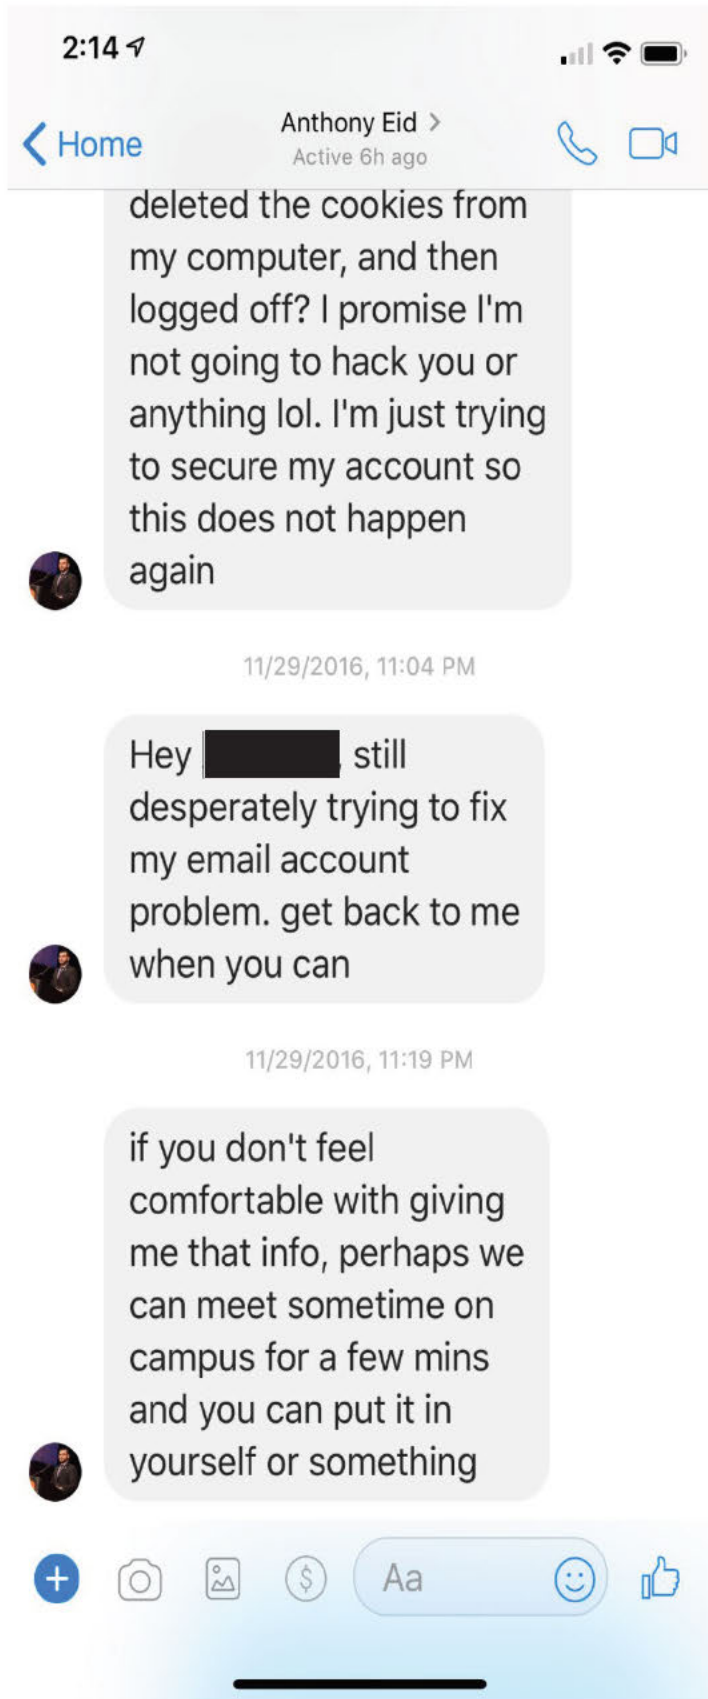 2:14
Home
Anthony Eid >
Active 6h ago
deleted the cookies from
my computer, and then
logged off? I promise I'm
not going to hack you or
anything lol. I'm just trying
to secure my account so
this does not happen
again
11/29/2016, 11:04 PM
Hey still
desperately trying to fix
my email account
problem. get back to me
when you can
11/29/2016, 11:19 PM
if you don't feel
comfortable with giving
me that info, perhaps we
can meet sometime on
campus for a few mins
and you can put it in
yourself or something
Aa